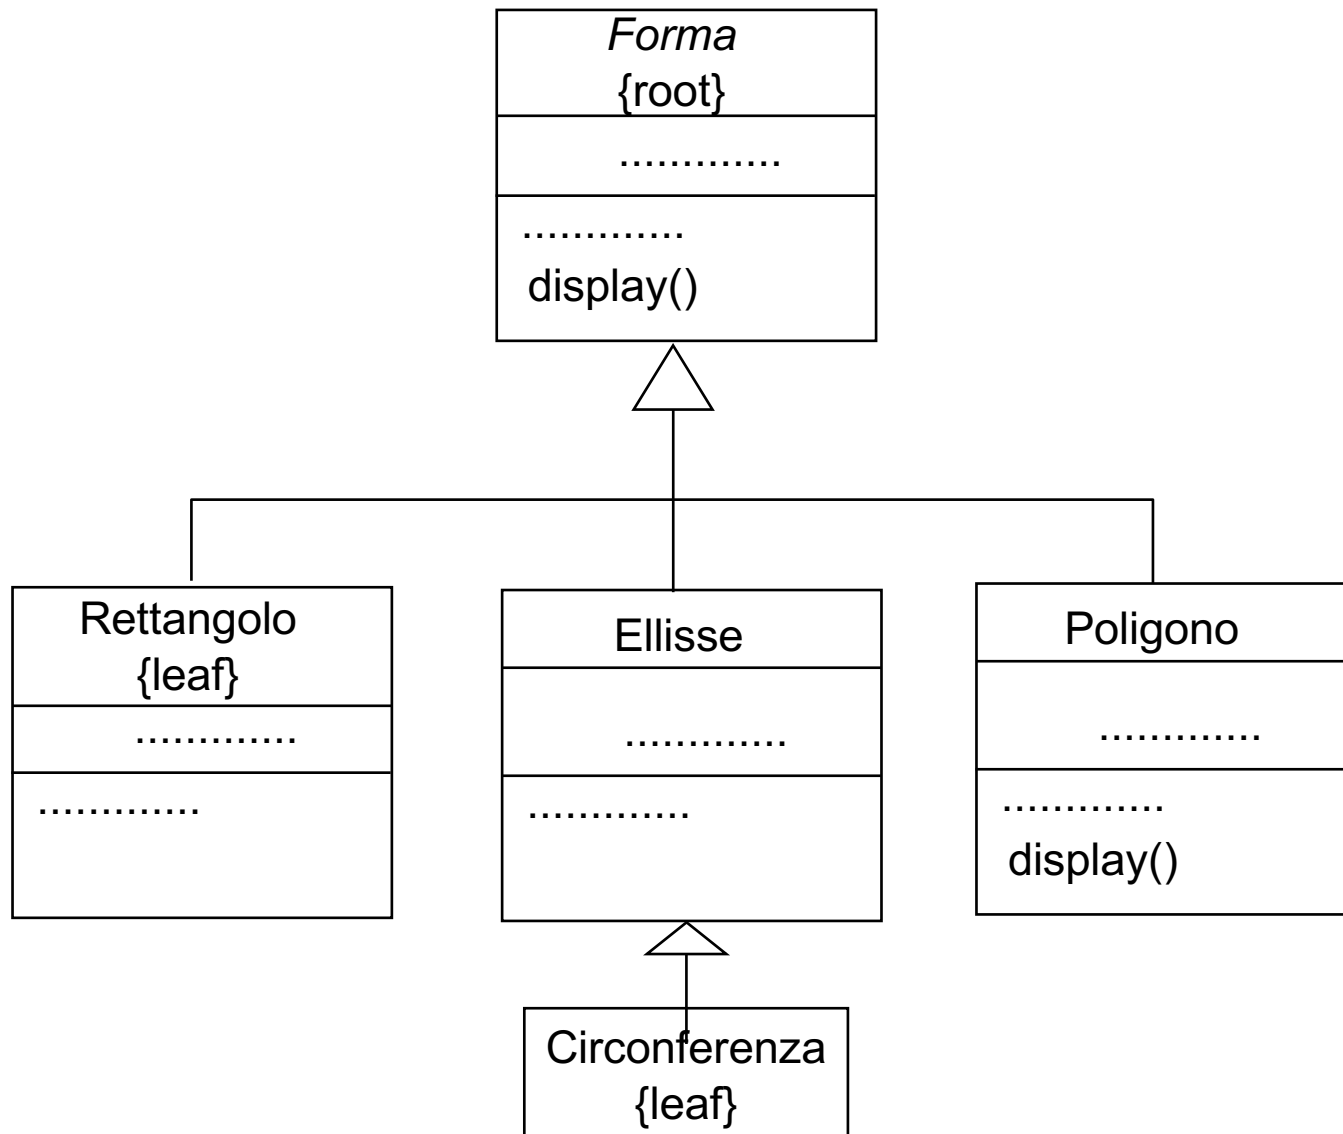 Forma
{root}
.............
.............
display()
Rettangolo
{leaf}
.............
.............
Ellisse
.............
.............
Poligono
.............
.............
display()
Circonferenza
{leaf}